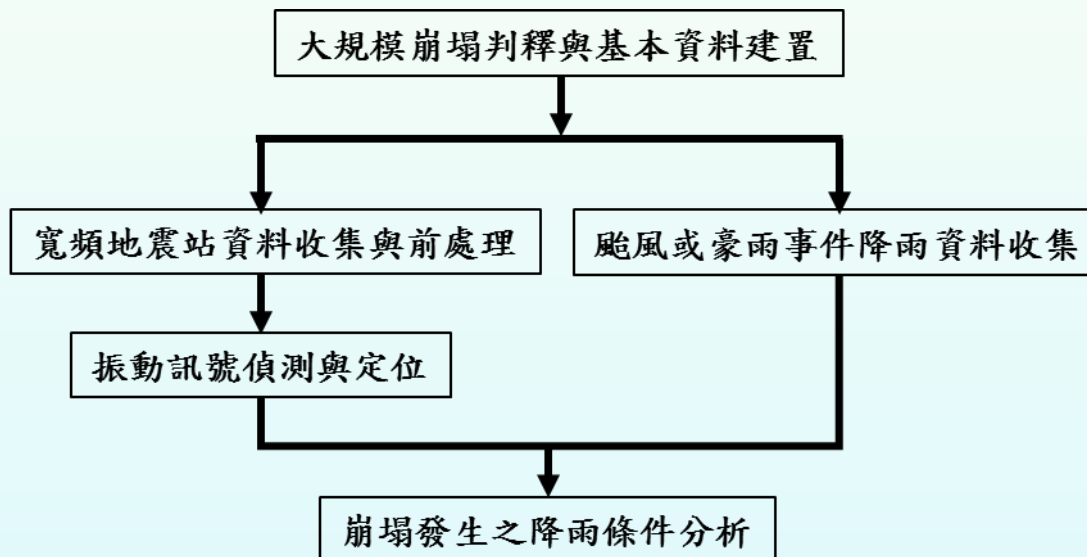 大規模崩塌判釋與基本資料建置
寬頻地震站資料收集與前處理
颱風或豪雨事件降雨資料收集
振動訊號偵測與定位
崩塌發生之降雨條件分析